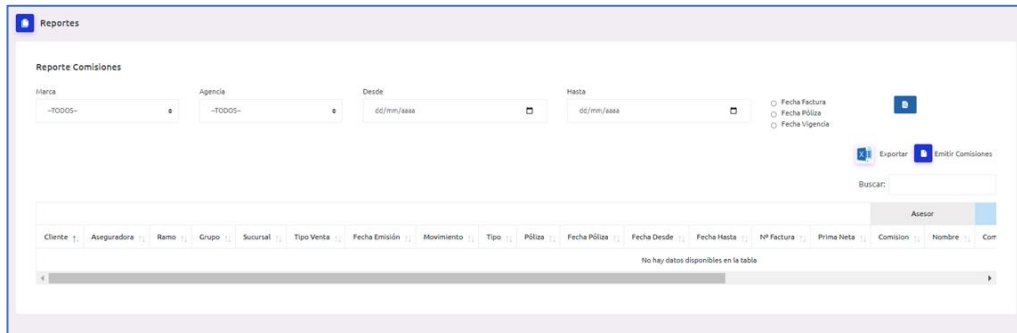 Reportes
Reporte Comisiones
Marca Agencia Desde Hasta
--TODOS-- --TODOS-- dd/mm/aaaa dd/mm/aaaa
Fecha Factura
Fecha Póliza
Fecha Vigencia
Exportar Emitir Comisiones
Buscar:
Asesor
Cliente Aseguradora Ramo Grupo Sucursal Tipo Venta Fecha Emisión Movimiento Tipo Póliza Fecha Póliza Fecha Desde Fecha Hasta Nº Factura Prima Neta Comision Nombre Com
No hay datos disponibles en la tabla